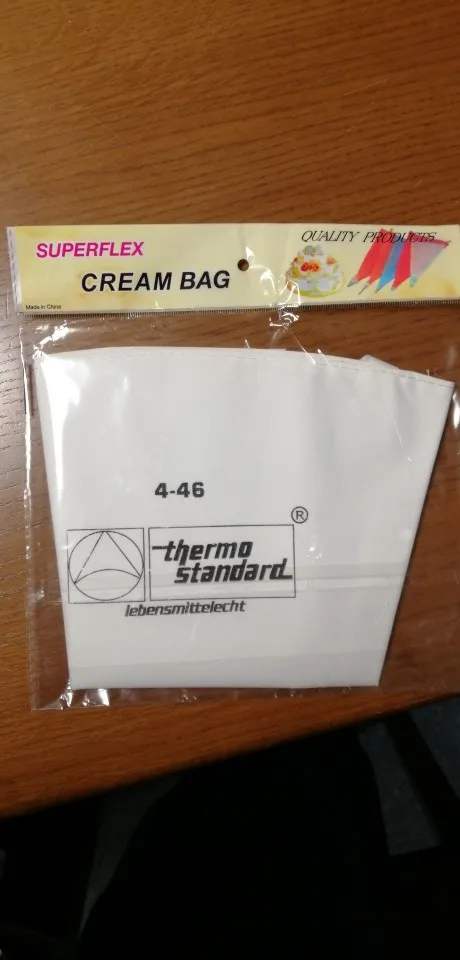 SUPERFLEX
QUALITY PRODUCTS
CREAM BAG
Made in China
4-46
®
thermo
standard
lebensmittelecht